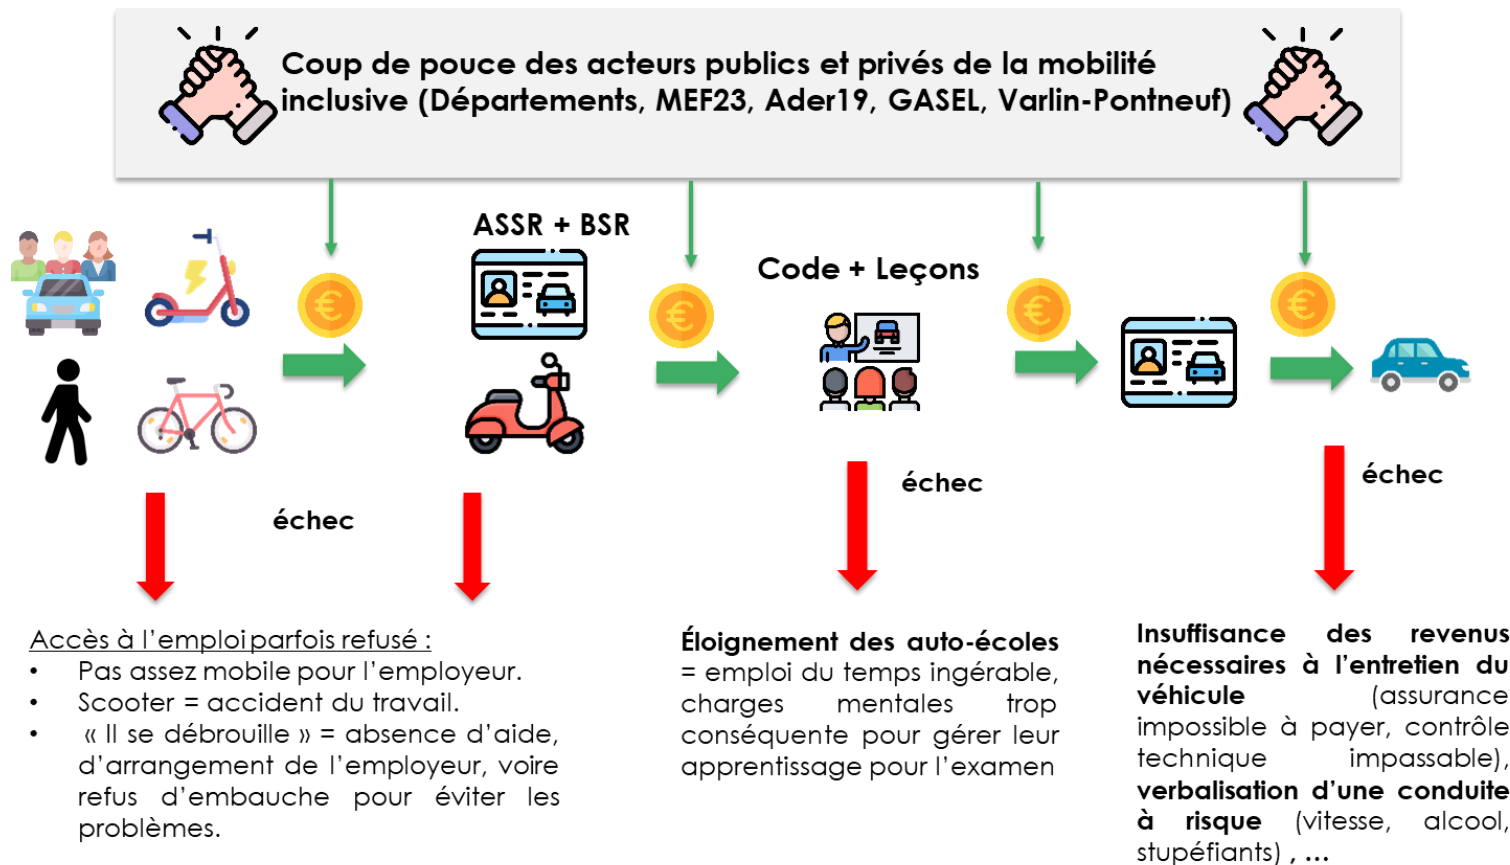 Coup de pouce des acteurs publics et privés de la mobilité
inclusive (Départements, MEF23, Ader19, GASEL, Varlin-Pontneuf)
ASSR + BSR
Code + Leçons
échec
échec
échec
Accès à l’emploi parfois refusé :
• Pas assez mobile pour l’employeur.
• Scooter = accident du travail.
• « Il se débrouille » = absence d’aide,
d’arrangement de l’employeur, voire
refus d’embauche pour éviter les
problèmes.
Éloignement des auto-écoles
= emploi du temps ingérable,
charges mentales trop
conséquente pour gérer leur
apprentissage pour l’examen
Insuffisance des revenus
nécessaires à l’entretien du
véhicule (assurance
impossible à payer, contrôle
technique impassable),
verbalisation d’une conduite
à risque (vitesse, alcool,
stupéfiants) , …